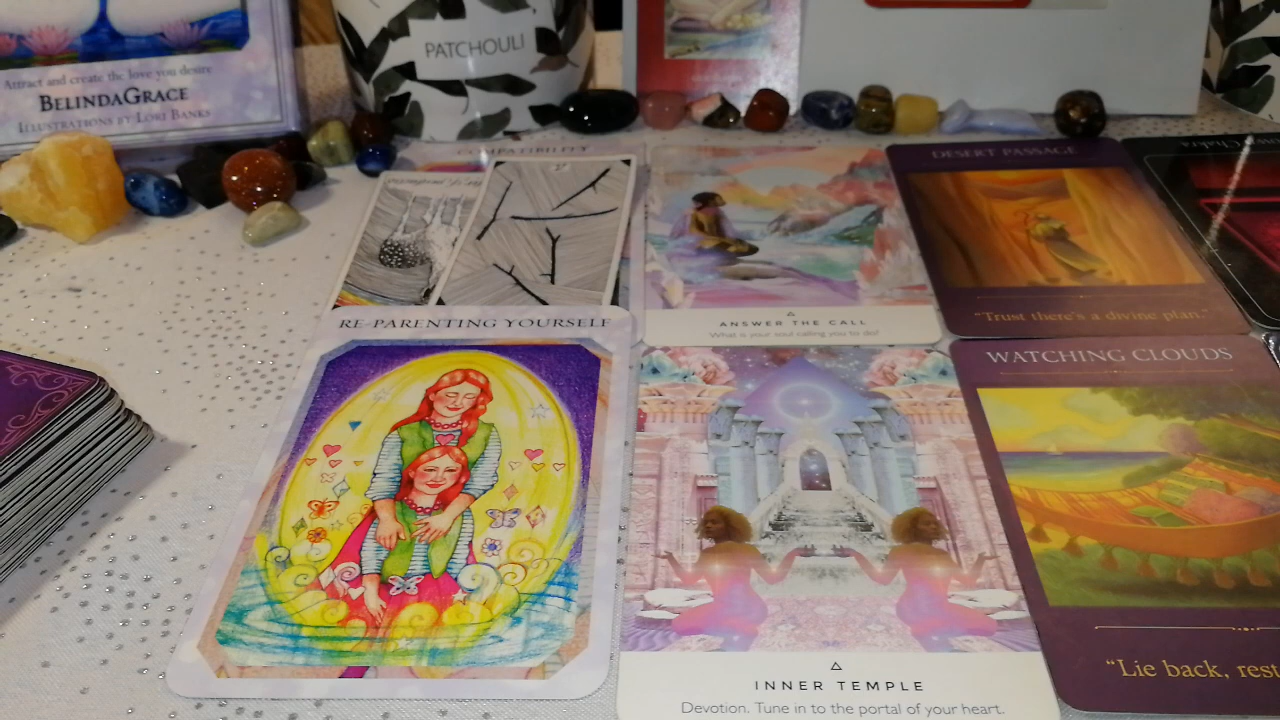 Attract and create the love you desire
BELINDAGRACE
ILLUSTRATIONS BY LORI BANKS
PATCHOULI
COMPATIBILITY
ANSWER THE CALL
What is your soul calling you to do?
DESERT PASSAGE
"Trust there's a divine plan."
Chakra
RE-PARENTING YOURSELF
INNER TEMPLE
Devotion. Tune in to the portal of your heart.
WATCHING CLOUDS
"Lie back, rest